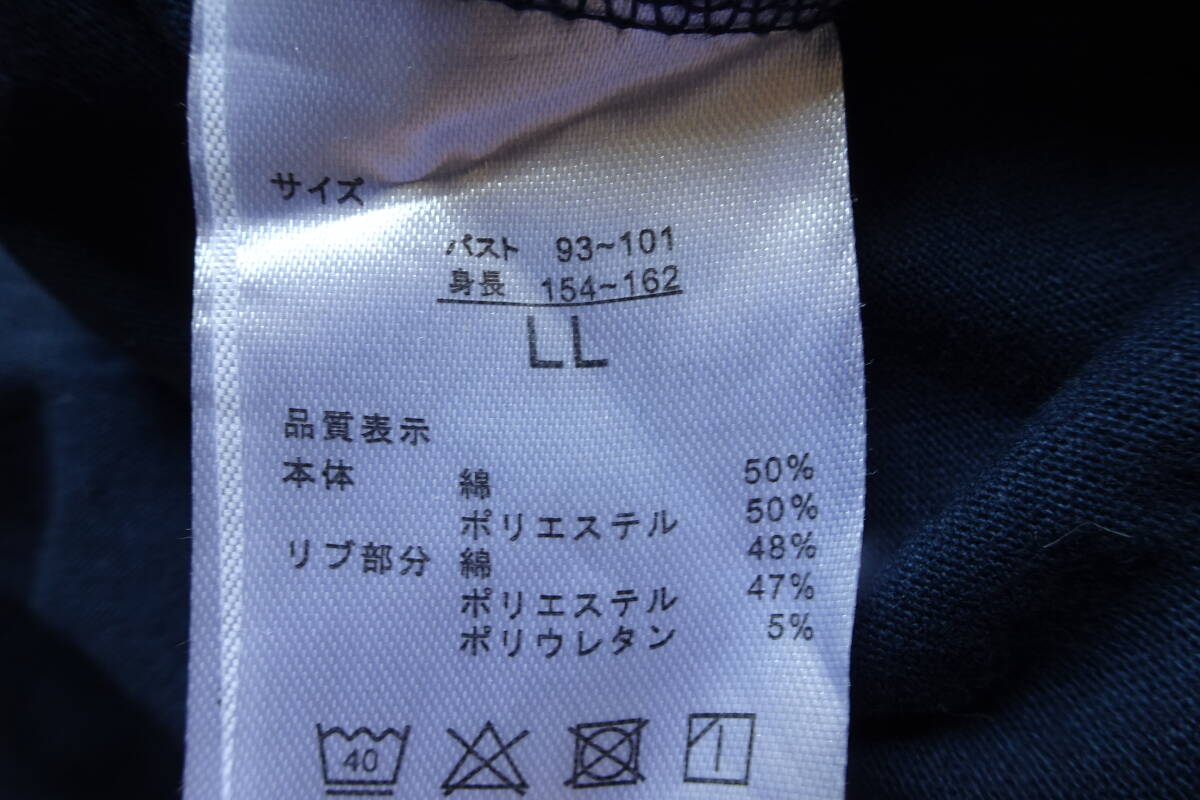 サイズ
バスト 93~101
身長 154~162
LL
品質表示
本体 綿 50%
ポリエステル 50%
リブ部分 綿 48%
ポリエステル 47%
ポリウレタン 5%
40